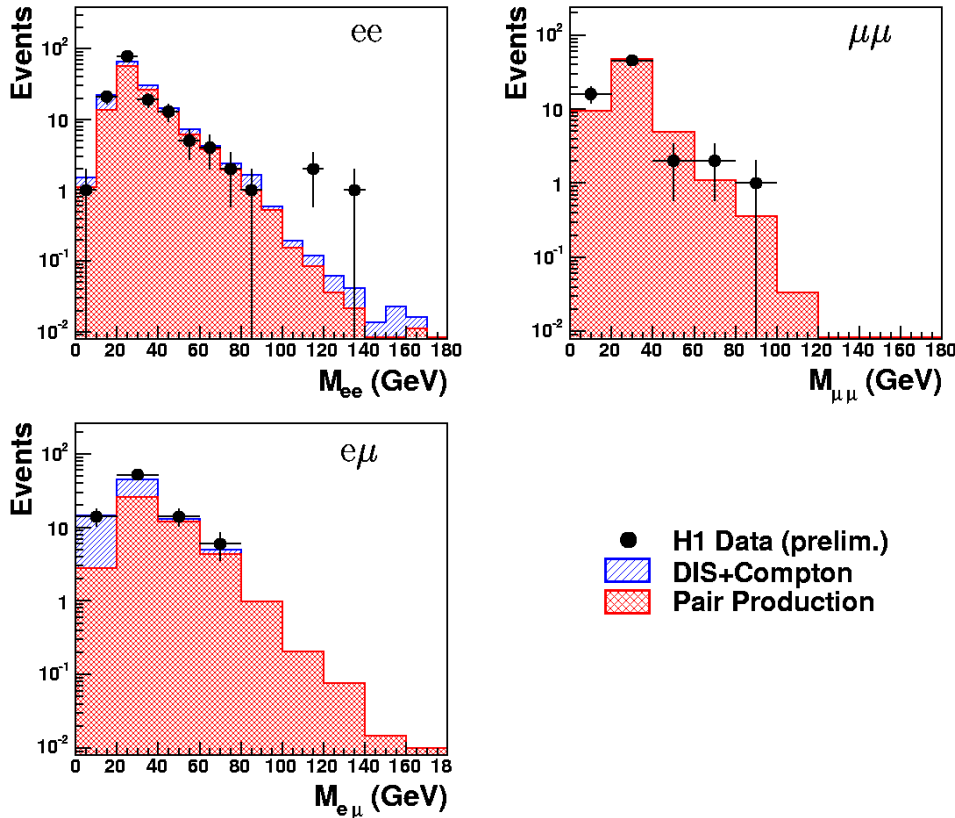 ee
Events
10²
10
1
10⁻¹
10⁻²
0 20 40 60 80 100 120 140 160 180
M_ee (GeV)
μμ
Events
10²
10
1
10⁻¹
10⁻²
0 20 40 60 80 100 120 140 160 180
M_μμ (GeV)
eμ
Events
10²
10
1
10⁻¹
10⁻²
0 20 40 60 80 100 120 140 160 18
M_eμ (GeV)
H1 Data (prelim.)
DIS+Compton
Pair Production